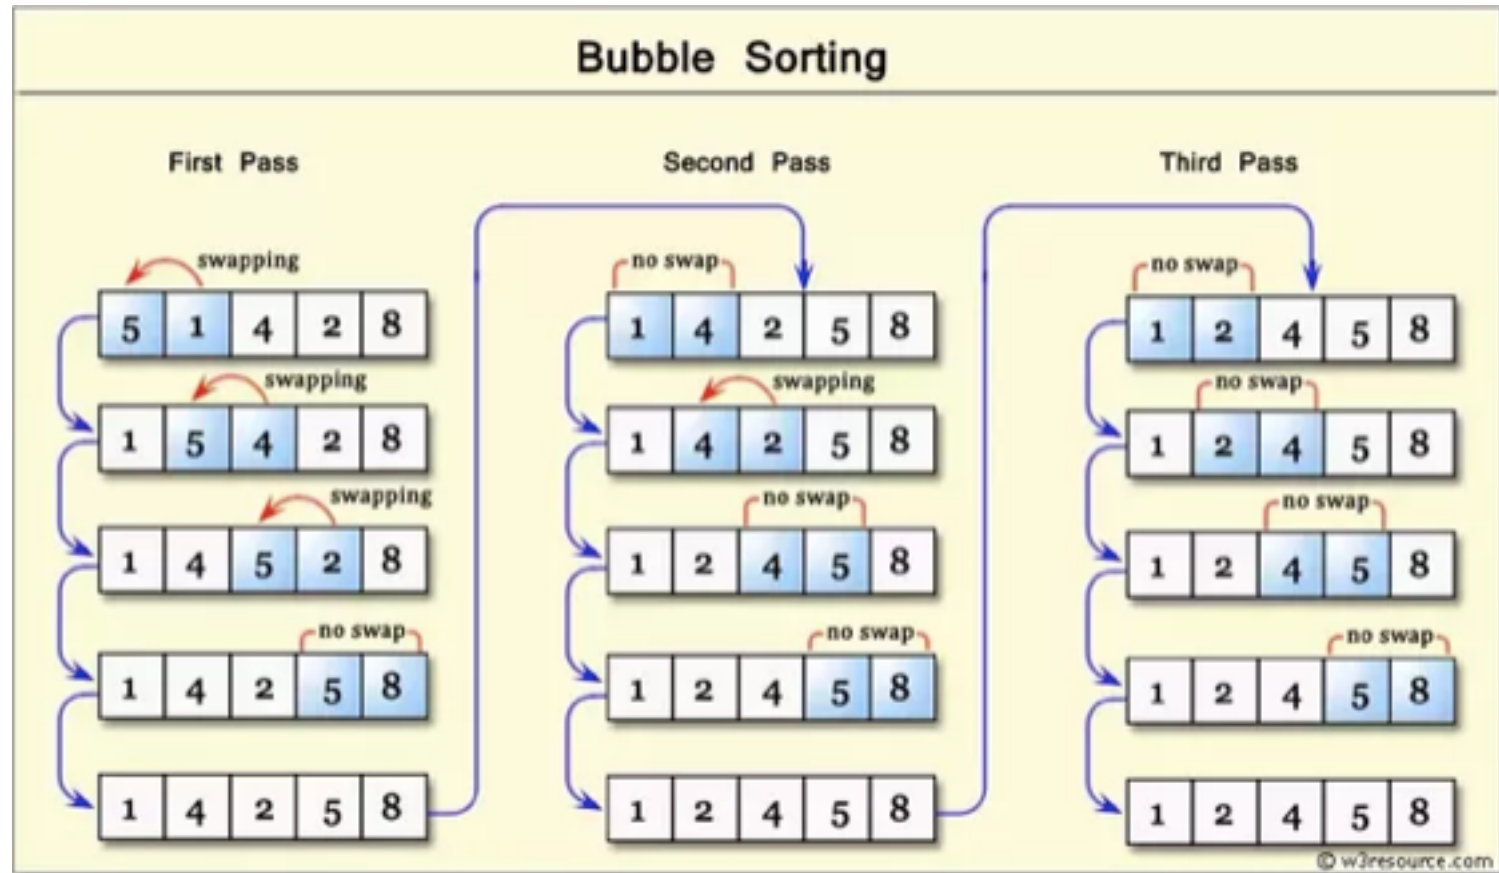 Bubble Sorting
First Pass
swapping
5 1 4 2 8
swapping
1 5 4 2 8
swapping
1 4 5 2 8
no swap
1 4 2 5 8
1 4 2 5 8
Second Pass
no swap
1 4 2 5 8
swapping
1 4 2 5 8
no swap
1 2 4 5 8
no swap
1 2 4 5 8
1 2 4 5 8
Third Pass
no swap
1 2 4 5 8
no swap
1 2 4 5 8
no swap
1 2 4 5 8
no swap
1 2 4 5 8
1 2 4 5 8
© w3resource.com